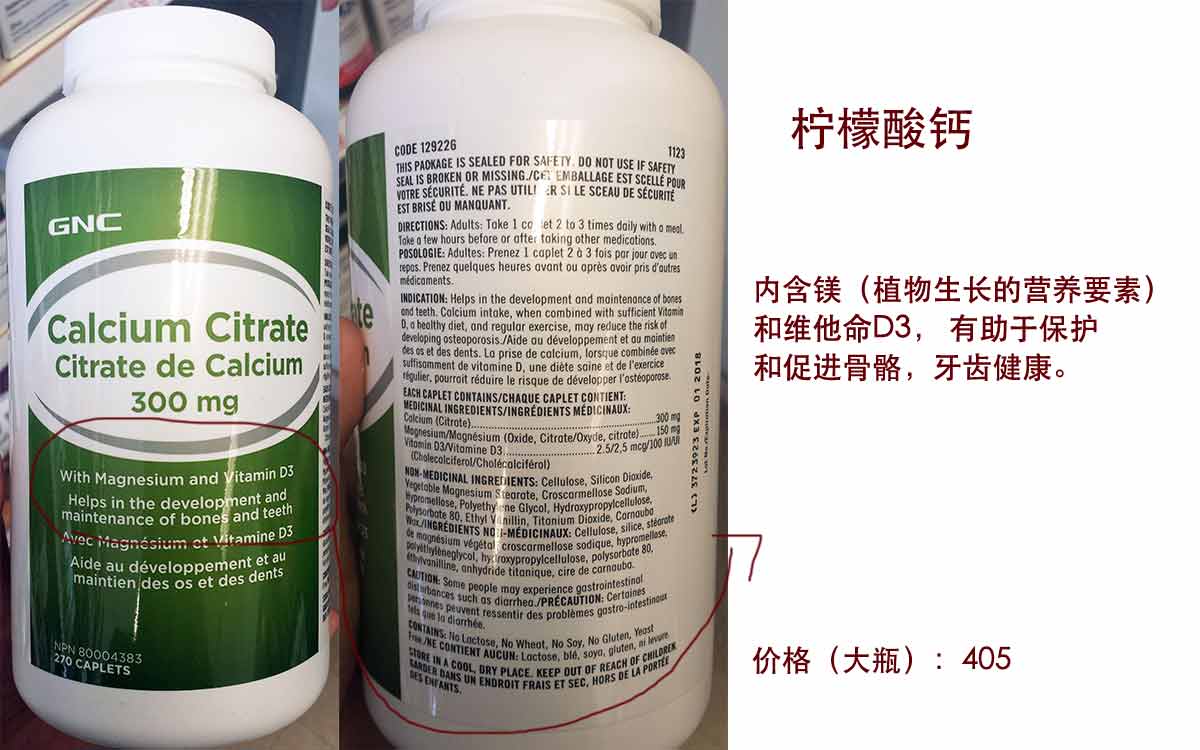 GNC
Calcium Citrate
Citrate de Calcium
300 mg
With Magnesium and Vitamin D3
Helps in the development and
maintenance of bones and teeth
Avec Magnésium et Vitamine D3
Aide au développement et au
maintien des os et des dents
NPN 80004383
270 CAPLETS
CODE 129226 1123
THIS PACKAGE IS SEALED FOR SAFETY. DO NOT USE IF SAFETY
SEAL IS BROKEN OR MISSING./CET EMBALLAGE EST SCELLÉ POUR
VOTRE SÉCURITÉ. NE PAS UTILISER SI LE SCEAU DE SÉCURITÉ
EST BRISÉ OU MANQUANT.
DIRECTIONS: Adults: Take 1 caplet 2 to 3 times daily with a meal.
Take a few hours before or after taking other medications.
POSOLOGIE: Adultes: Prenez 1 caplet 2 à 3 fois par jour avec un
repas. Prenez quelques heures avant ou après avoir pris d'autres
médicaments.
INDICATION: Helps in the development and maintenance of bones
and teeth. Calcium intake, when combined with sufficient Vitamin
D, a healthy diet, and regular exercise, may reduce the risk of
developing osteoporosis./Aide au développement et au maintien
des os et des dents. La prise de calcium, lorsque combinée avec
suffisamment de vitamine D, une diète saine et de l'exercice
régulier, pourrait réduire le risque de développer l'ostéoporose.
EACH CAPLET CONTAINS/CHAQUE CAPLET CONTIENT:
MEDICINAL INGREDIENTS/INGRÉDIENTS MÉDICINAUX:
Calcium (Citrate)........300 mg
Magnesium/Magnésium (Oxide, Citrate/Oxyde, citrate)......150 mg
Vitamin D3/Vitamine D3........2.5/2,5 mcg/100 IU/UI
(Cholecalciferol/Cholécalciférol)
NON-MEDICINAL INGREDIENTS: Cellulose, Silicon Dioxide,
Vegetable Magnesium Stearate, Croscarmellose Sodium,
Hypromellose, Polyethylene Glycol, Hydroxypropylcellulose,
Polysorbate 80, Ethyl Vanillin, Titanium Dioxide, Carnauba
Wax./INGRÉDIENTS NON-MÉDICINAUX: Cellulose, silice, stéarate
de magnésium végétal, croscarmellose sodique, hypromellose,
polyéthylèneglycol, hydroxypropylcellulose, polysorbate 80,
éthylvanilline, anhydride titanique, cire de carnauba.
CAUTION: Some people may experience gastrointestinal
disturbances such as diarrhea./PRÉCAUTION: Certaines
personnes peuvent ressentir des problèmes gastro-intestinaux
tels que la diarrhée.
CONTAINS: No Lactose, No Wheat, No Soy, No Gluten, Yeast
Free./NE CONTIENT AUCUN: Lactose, blé, soya, gluten, ni levure.
STORE IN A COOL, DRY PLACE. KEEP OUT OF REACH OF CHILDREN.
GARDER DANS UN ENDROIT FRAIS ET SEC, HORS DE LA PORTÉE
DES ENFANTS.
(L) 3723923 EXP 01 2018
Lot No./Expiration Date.
柠檬酸钙
内含镁（植物生长的营养要素）
和维他命D3， 有助于保护
和促进骨骼，牙齿健康。
价格（大瓶）：405